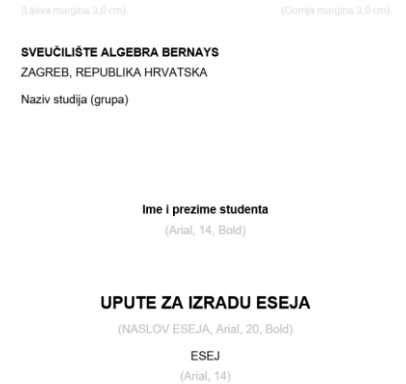 (Lijeva margina 3,0 cm) (Gornja margina 3,0 cm)
SVEUČILIŠTE ALGEBRA BERNAYS
ZAGREB, REPUBLIKA HRVATSKA
Naziv studija (grupa)
Ime i prezime studenta
(Arial, 14, Bold)
UPUTE ZA IZRADU ESEJA
(NASLOV ESEJA, Arial, 20, Bold)
ESEJ
(Arial, 14)